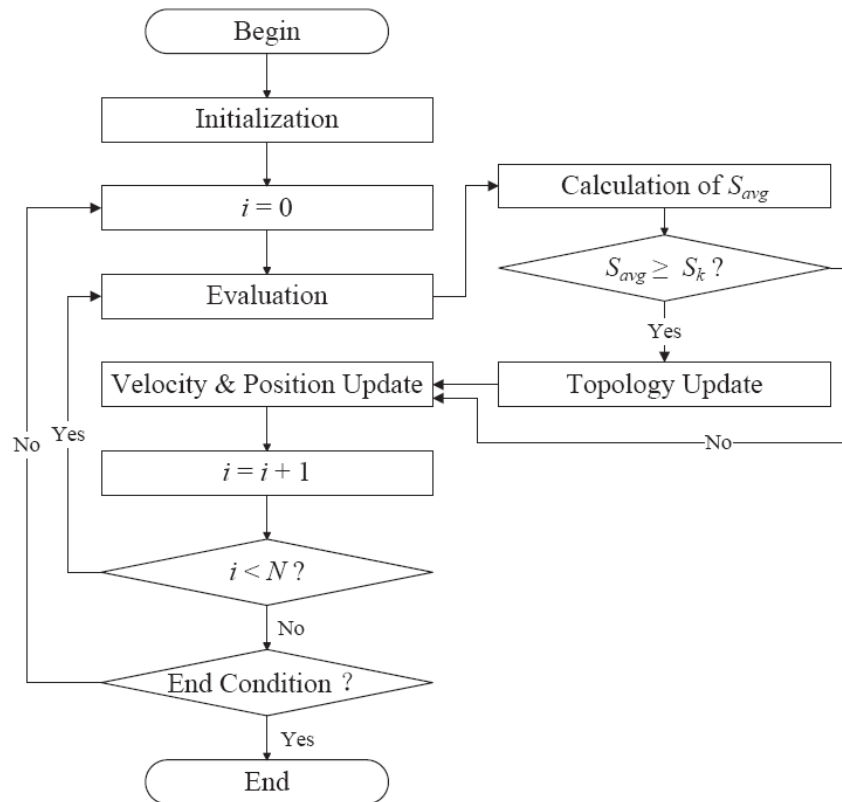 Begin
Initialization
i = 0
Evaluation
Calculation of S_avg
S_avg ≥ S_k ?
Yes
Topology Update
Velocity & Position Update
No
i = i + 1
Yes
No
i < N ?
No
End Condition ?
Yes
End